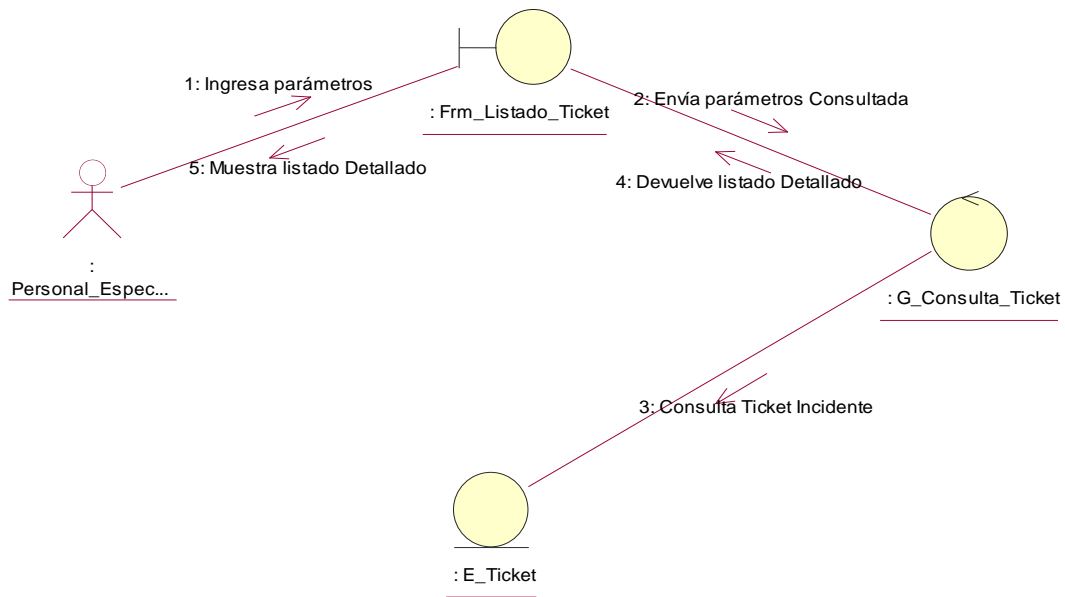 1: Ingresa parámetros
: Frm_Listado_Ticket
2: Envía parámetros Consultada
5: Muestra listado Detallado
4: Devuelve listado Detallado
:
Personal_Espec...
: G_Consulta_Ticket
3: Consulta Ticket Incidente
: E_Ticket